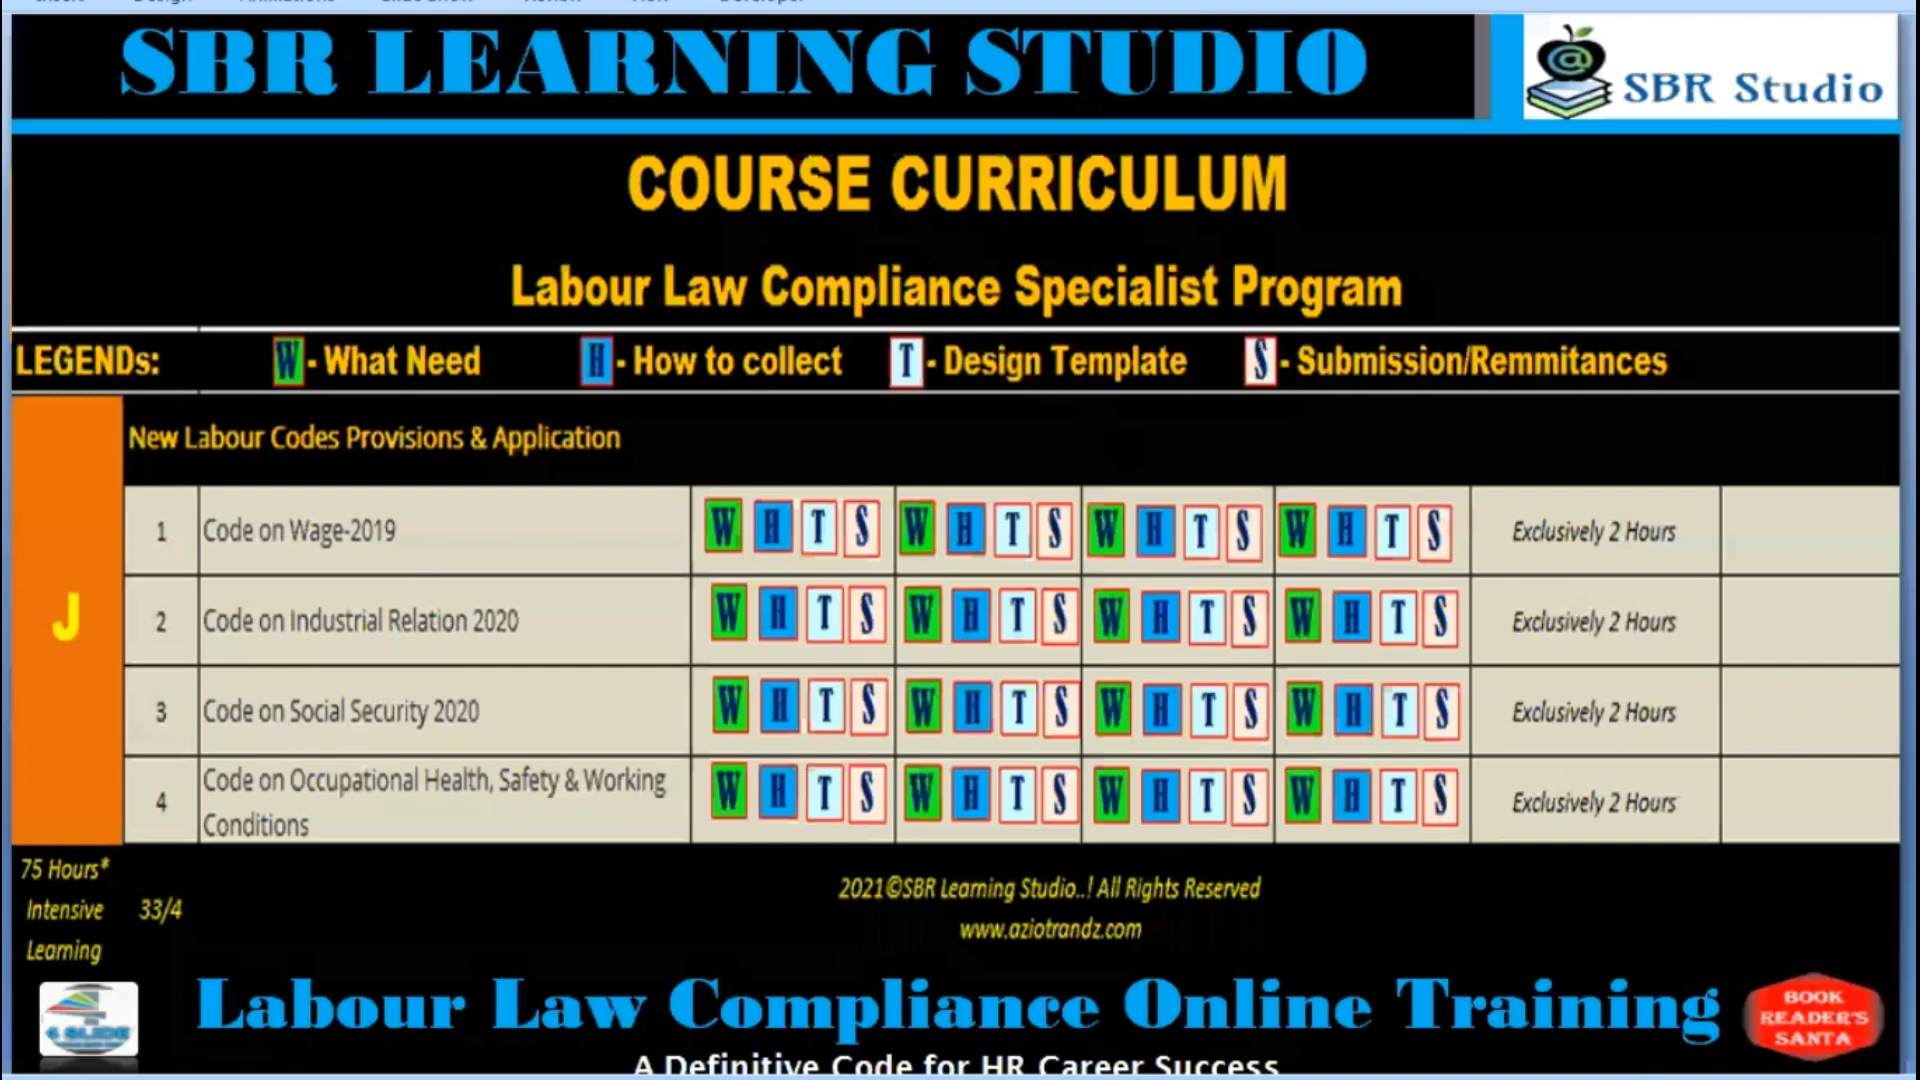 SBR LEARNING STUDIO
SBR Studio
COURSE CURRICULUM
Labour Law Compliance Specialist Program
LEGENDs: W - What Need H - How to collect T - Design Template S - Submission/Remmitances
New Labour Codes Provisions & Application
J
1 Code on Wage-2019 W H T S W H T S W H T S W H T S Exclusively 2 Hours
2 Code on Industrial Relation 2020 W H T S W H T S W H T S W H T S Exclusively 2 Hours
3 Code on Social Security 2020 W H T S W H T S W H T S W H T S Exclusively 2 Hours
4 Code on Occupational Health, Safety & Working
Conditions W H T S W H T S W H T S W H T S Exclusively 2 Hours
75 Hours*
Intensive 33/4
Learning
2021©SBR Learning Studio..! All Rights Reserved
www.aziotrandz.com
4 SLIDE
Labour Law Compliance Online Training
BOOK
READER'S
SANTA
A Definitive Code for HR Career Success